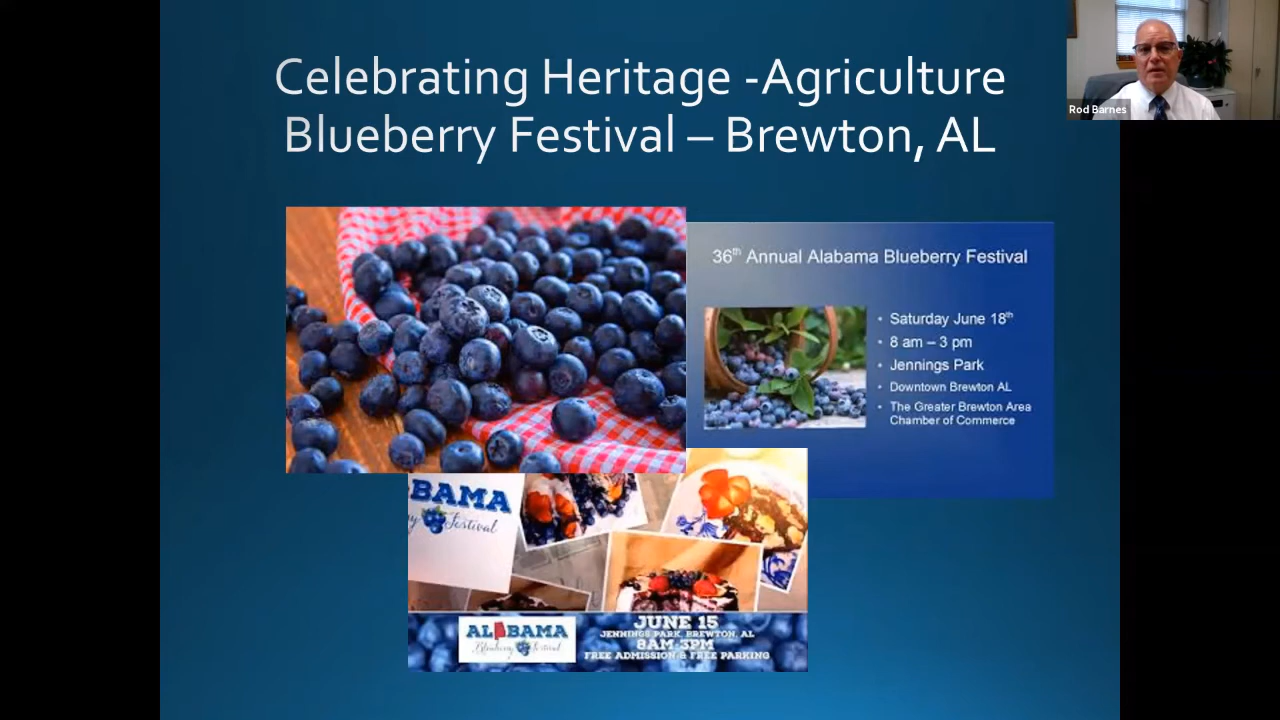 Celebrating Heritage -Agriculture
Blueberry Festival – Brewton, AL
Rod Barnes
36th Annual Alabama Blueberry Festival
• Saturday June 18th
• 8 am – 3 pm
• Jennings Park
• Downtown Brewton AL
• The Greater Brewton Area
Chamber of Commerce
BAMA
y Festival
ALABAMA
Blueberry Festival
JUNE 15
JENNINGS PARK, BREWTON, AL
8AM 3PM
FREE ADMISSION & FREE PARKING